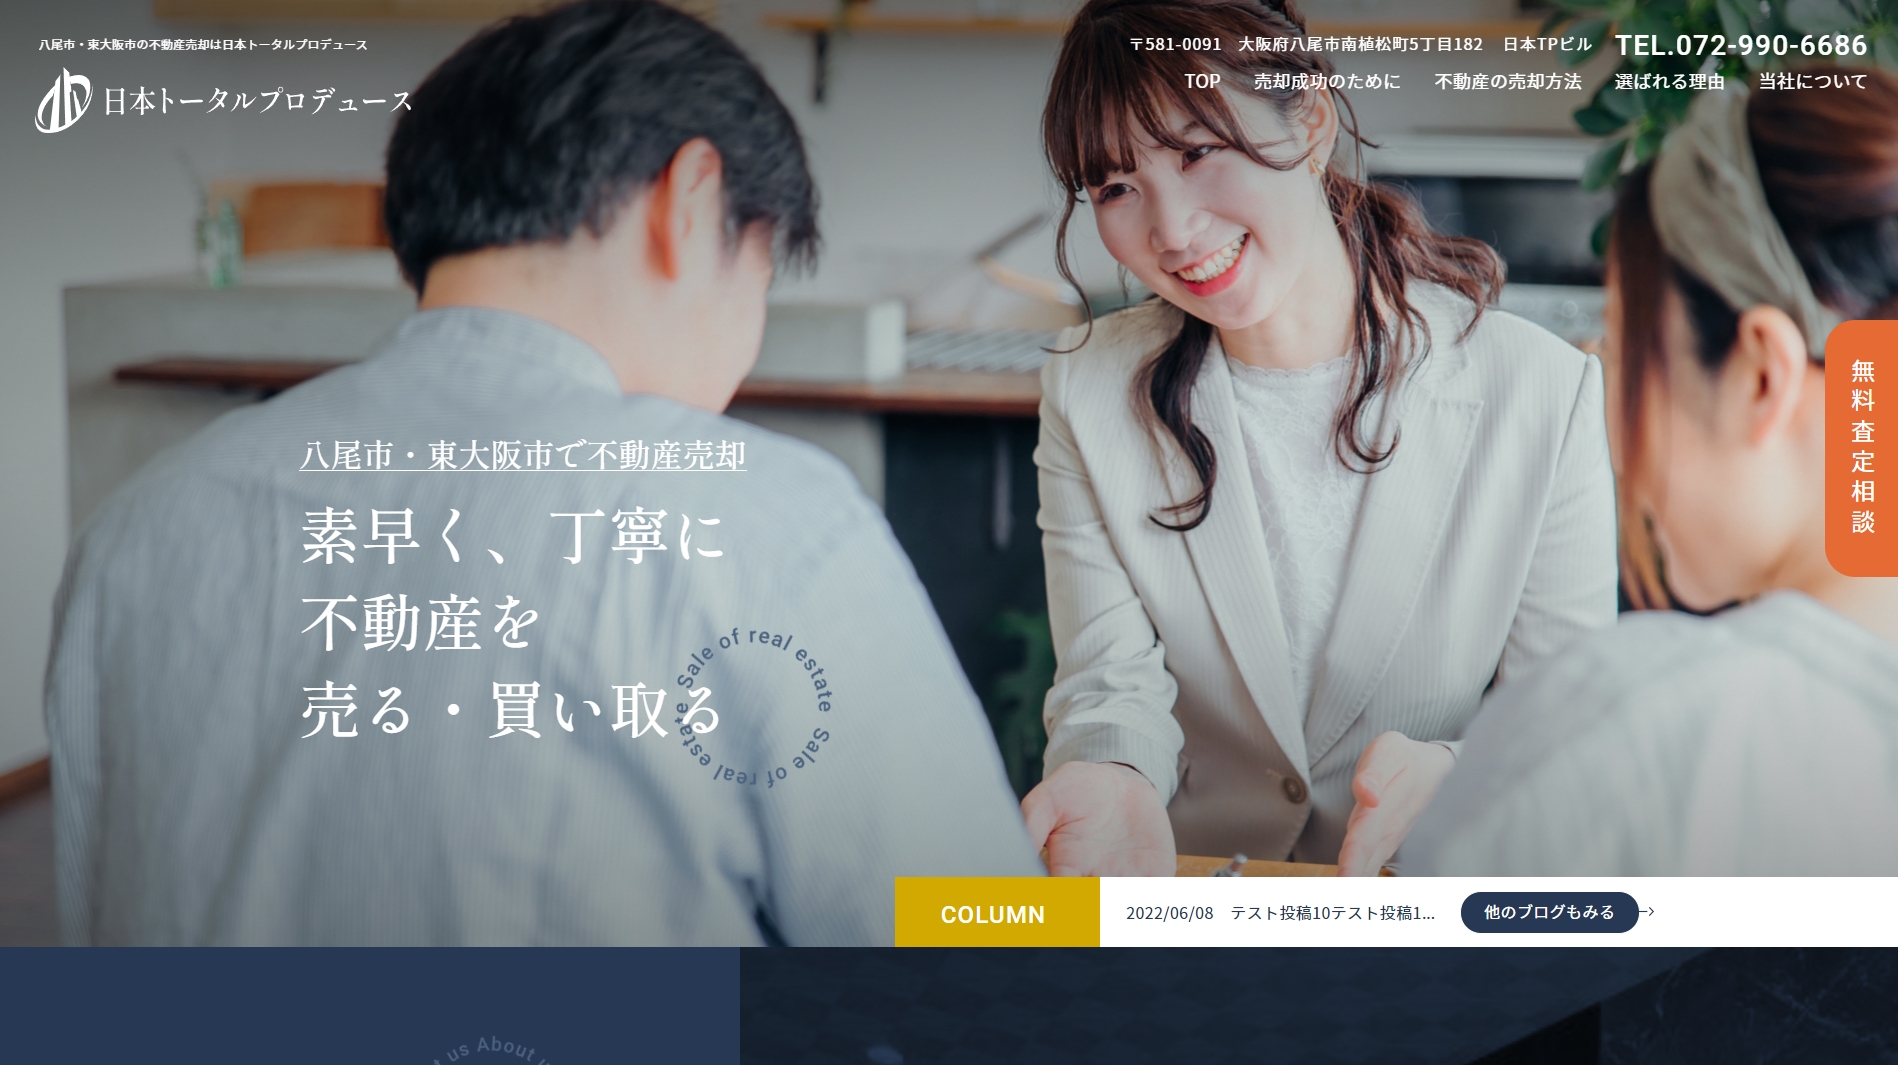 八尾市・東大阪市の不動産売却は日本トータルプロデュース
日本トータルプロデュース
〒581-0091 大阪府八尾市南植松町5丁目182 日本TPビル TEL.072-990-6686
TOP 売却成功のために 不動産の売却方法 選ばれる理由 当社について
無料査定相談
八尾市・東大阪市で不動産売却
素早く、丁寧に
不動産を
売る・買い取る
Sale of real estate Sale of real estate
COLUMN 2022/06/08 テスト投稿10テスト投稿1... 他のブログもみる
us About